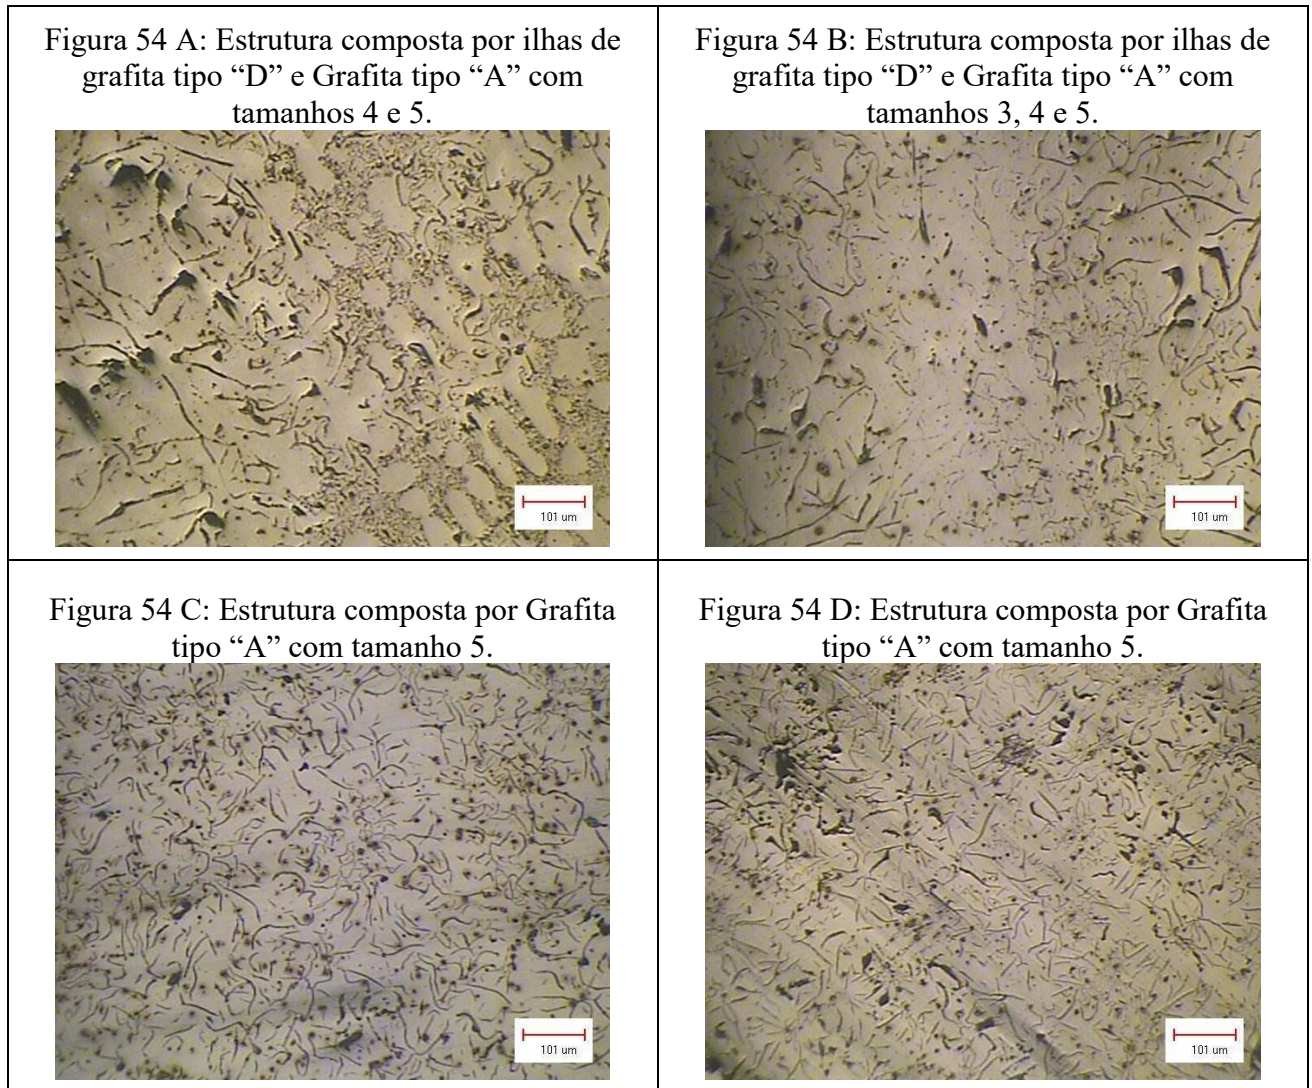 Figura 54 A: Estrutura composta por ilhas de
grafita tipo “D” e Grafita tipo “A” com
tamanhos 4 e 5.
101 um
Figura 54 B: Estrutura composta por ilhas de
grafita tipo “D” e Grafita tipo “A” com
tamanhos 3, 4 e 5.
101 um
Figura 54 C: Estrutura composta por Grafita
tipo “A” com tamanho 5.
101 um
Figura 54 D: Estrutura composta por Grafita
tipo “A” com tamanho 5.
101 um